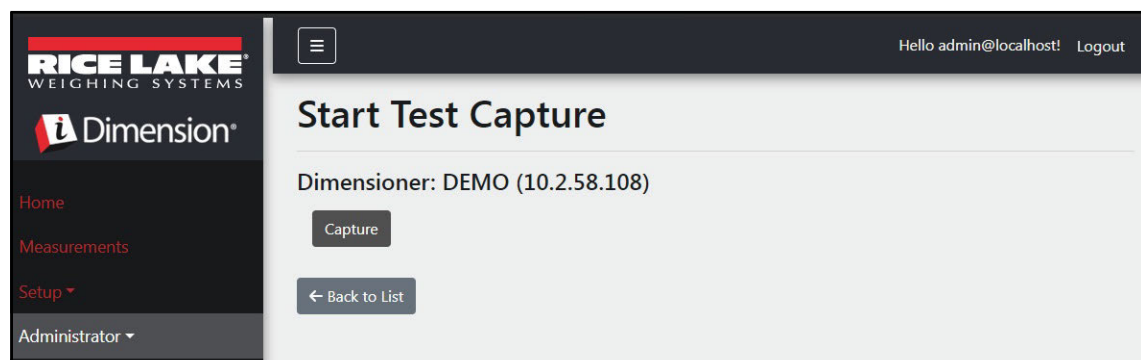 RICE LAKE®
WEIGHING SYSTEMS
iDimension®
Home
Measurements
Setup
Administrator
Hello admin@localhost! Logout
Start Test Capture
Dimensioner: DEMO (10.2.58.108)
Capture
← Back to List